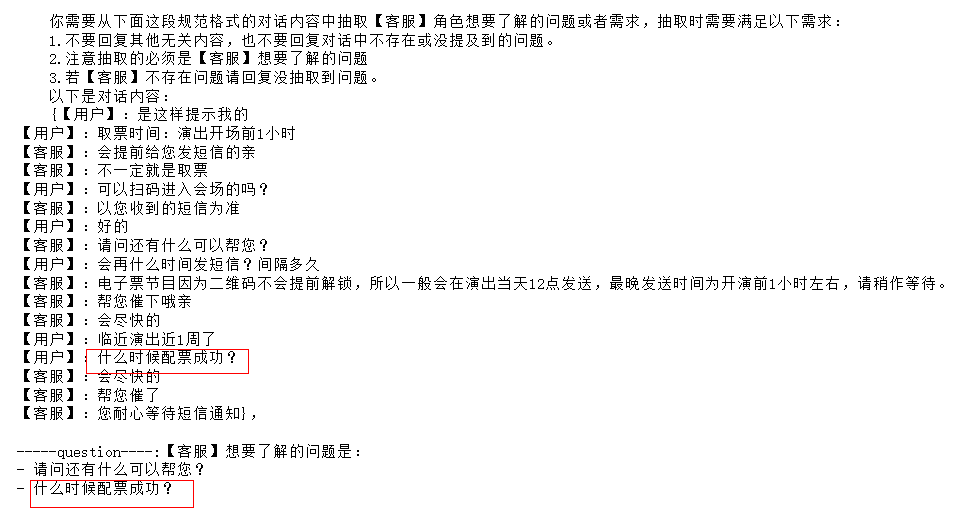 你需要从下面这段规范格式的对话内容中抽取【客服】角色想要了解的问题或者需求，抽取时需要满足以下需求：
1.不要回复其他无关内容，也不要回复对话中不存在或没提及到的问题。
2.注意抽取的必须是【客服】想要了解的问题
3.若【客服】不存在问题请回复没抽取到问题。
以下是对话内容：
{【用户】：是这样提示我的
【用户】：取票时间：演出开场前1小时
【客服】：会提前给您发短信的亲
【客服】：不一定就是取票
【用户】：可以扫码进入会场的吗？
【客服】：以您收到的短信为准
【用户】：好的
【客服】：请问还有什么可以帮您？
【用户】：会再什么时间发短信？间隔多久
【客服】：电子票节目因为二维码不会提前解锁，所以一般会在演出当天12点发送，最晚发送时间为开演前1小时左右，请稍作等待。
【客服】：帮您催下哦亲
【客服】：会尽快的
【用户】：临近演出近1周了
【用户】：什么时候配票成功？
【客服】：会尽快的
【客服】：帮您催了
【客服】：您耐心等待短信通知}，
-----question----:【客服】想要了解的问题是：
- 请问还有什么可以帮您？
- 什么时候配票成功？